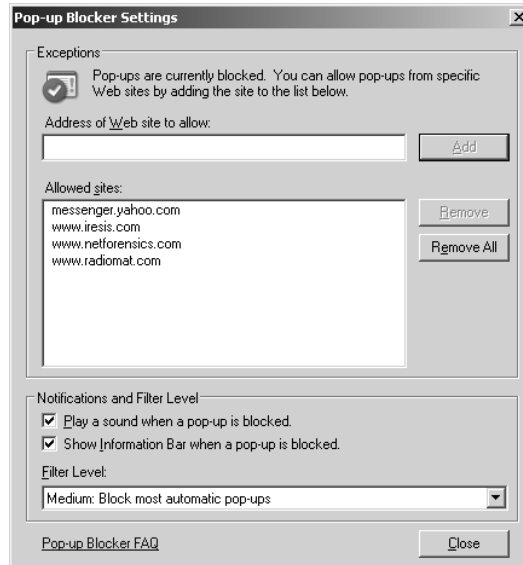 Pop-up Blocker Settings
Exceptions
Pop-ups are currently blocked. You can allow pop-ups from specific
Web sites by adding the site to the list below.
Address of Web site to allow:
Add
Allowed sites:
messenger.yahoo.com
www.iresis.com
www.netforensics.com
www.radiomat.com
Remove
Remove All
Notifications and Filter Level
Play a sound when a pop-up is blocked.
Show Information Bar when a pop-up is blocked.
Filter Level:
Medium: Block most automatic pop-ups
Pop-up Blocker FAQ
Close